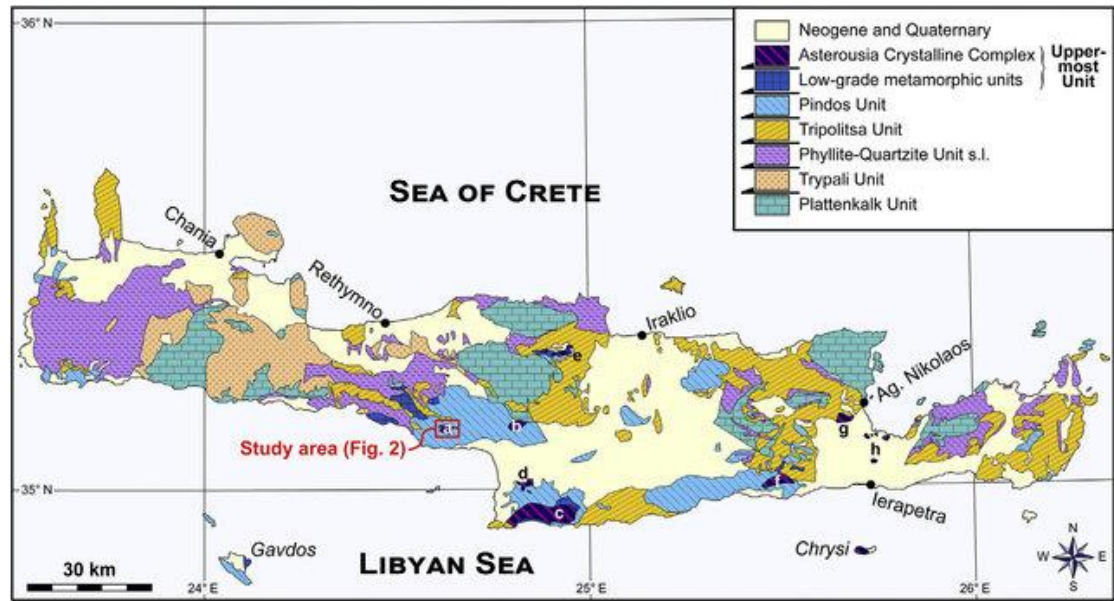 36° N
Neogene and Quaternary
Asterousia Crystalline Complex
Low-grade metamorphic units
Upper-
most
Unit
Pindos Unit
Tripolitsa Unit
Phyllite-Quartzite Unit s.l.
Trypali Unit
Plattenkalk Unit
SEA OF CRETE
Chania
Rethymno
Iraklio
e
Ag. Nikolaos
a
b
g
h
Study area (Fig. 2)
d
f
35° N
c
Ierapetra
Gavdos
LIBYAN SEA
Chrysi
N
W
E
S
30 km
24° E
25° E
26° E